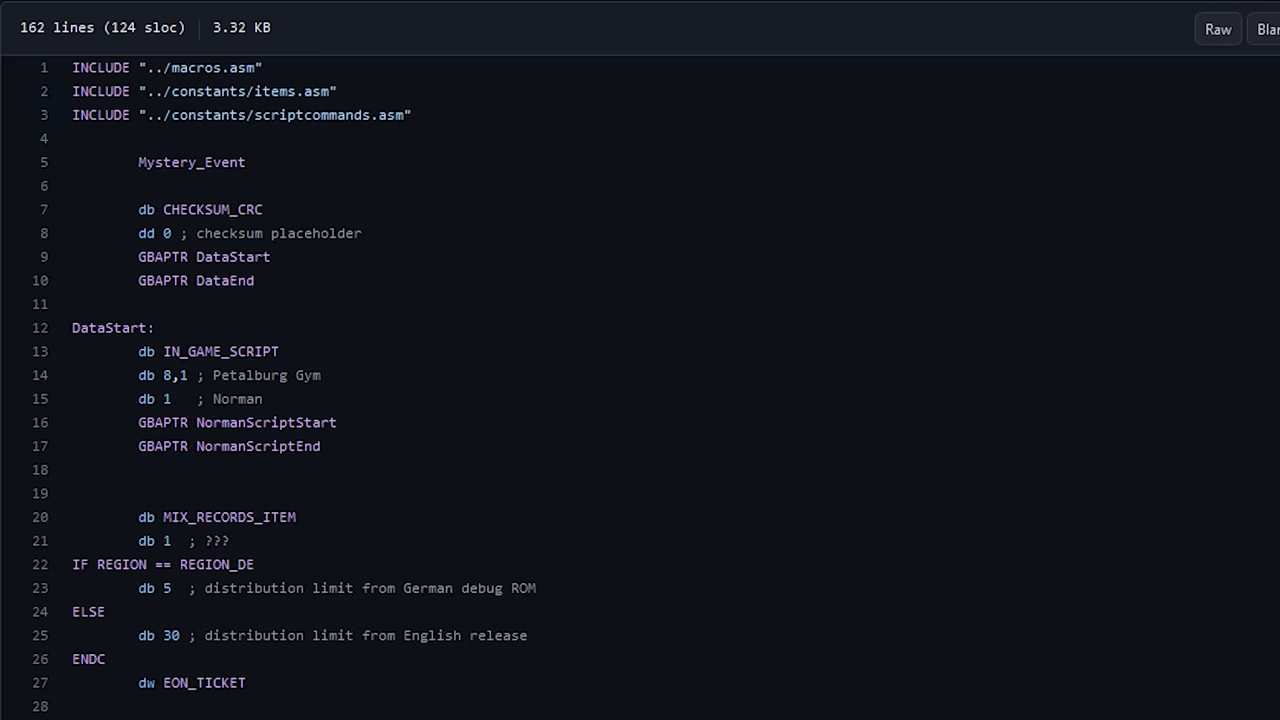 162 lines (124 sloc) 3.32 KB Raw Blar
1 INCLUDE "../macros.asm"
2 INCLUDE "../constants/items.asm"
3 INCLUDE "../constants/scriptcommands.asm"
4
5 Mystery_Event
6
7 db CHECKSUM_CRC
8 dd 0 ; checksum placeholder
9 GBAPTR DataStart
10 GBAPTR DataEnd
11
12 DataStart:
13 db IN_GAME_SCRIPT
14 db 8,1 ; Petalburg Gym
15 db 1 ; Norman
16 GBAPTR NormanScriptStart
17 GBAPTR NormanScriptEnd
18
19
20 db MIX_RECORDS_ITEM
21 db 1 ; ???
22 IF REGION == REGION_DE
23 db 5 ; distribution limit from German debug ROM
24 ELSE
25 db 30 ; distribution limit from English release
26 ENDC
27 dw EON_TICKET
28